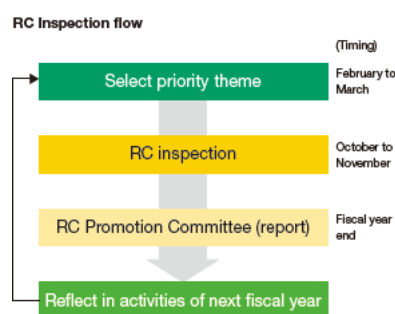 RC Inspection flow
(Timing)
Select priority theme
February to
March
RC inspection
October to
November
RC Promotion Committee (report)
Fiscal year
end
Reflect in activities of next fiscal year